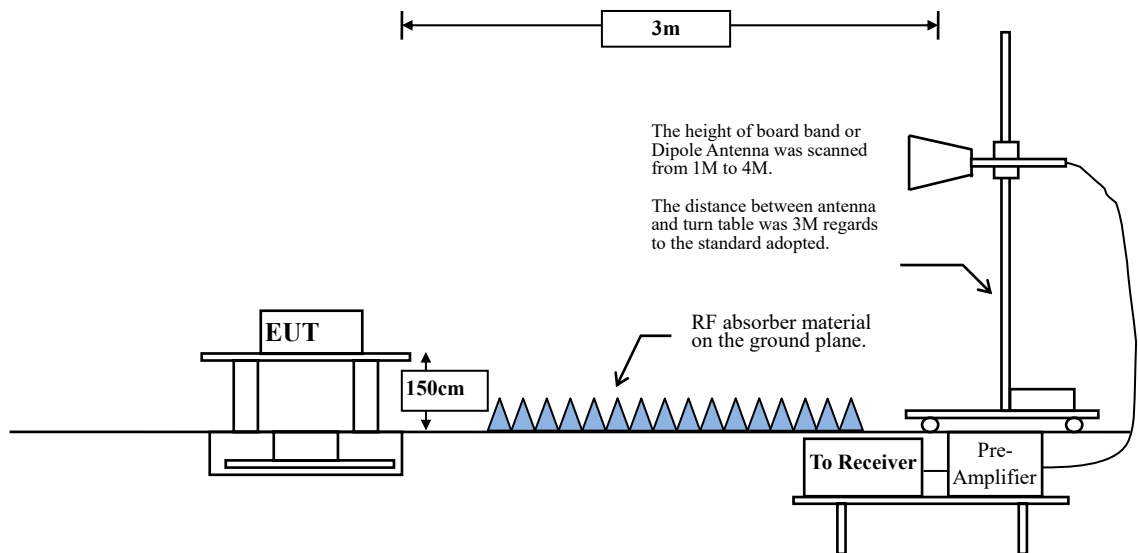 3m
The height of board band or
Dipole Antenna was scanned
from 1M to 4M.
The distance between antenna
and turn table was 3M regards
to the standard adopted.
RF absorber material
on the ground plane.
EUT
150cm
To Receiver
Pre-
Amplifier